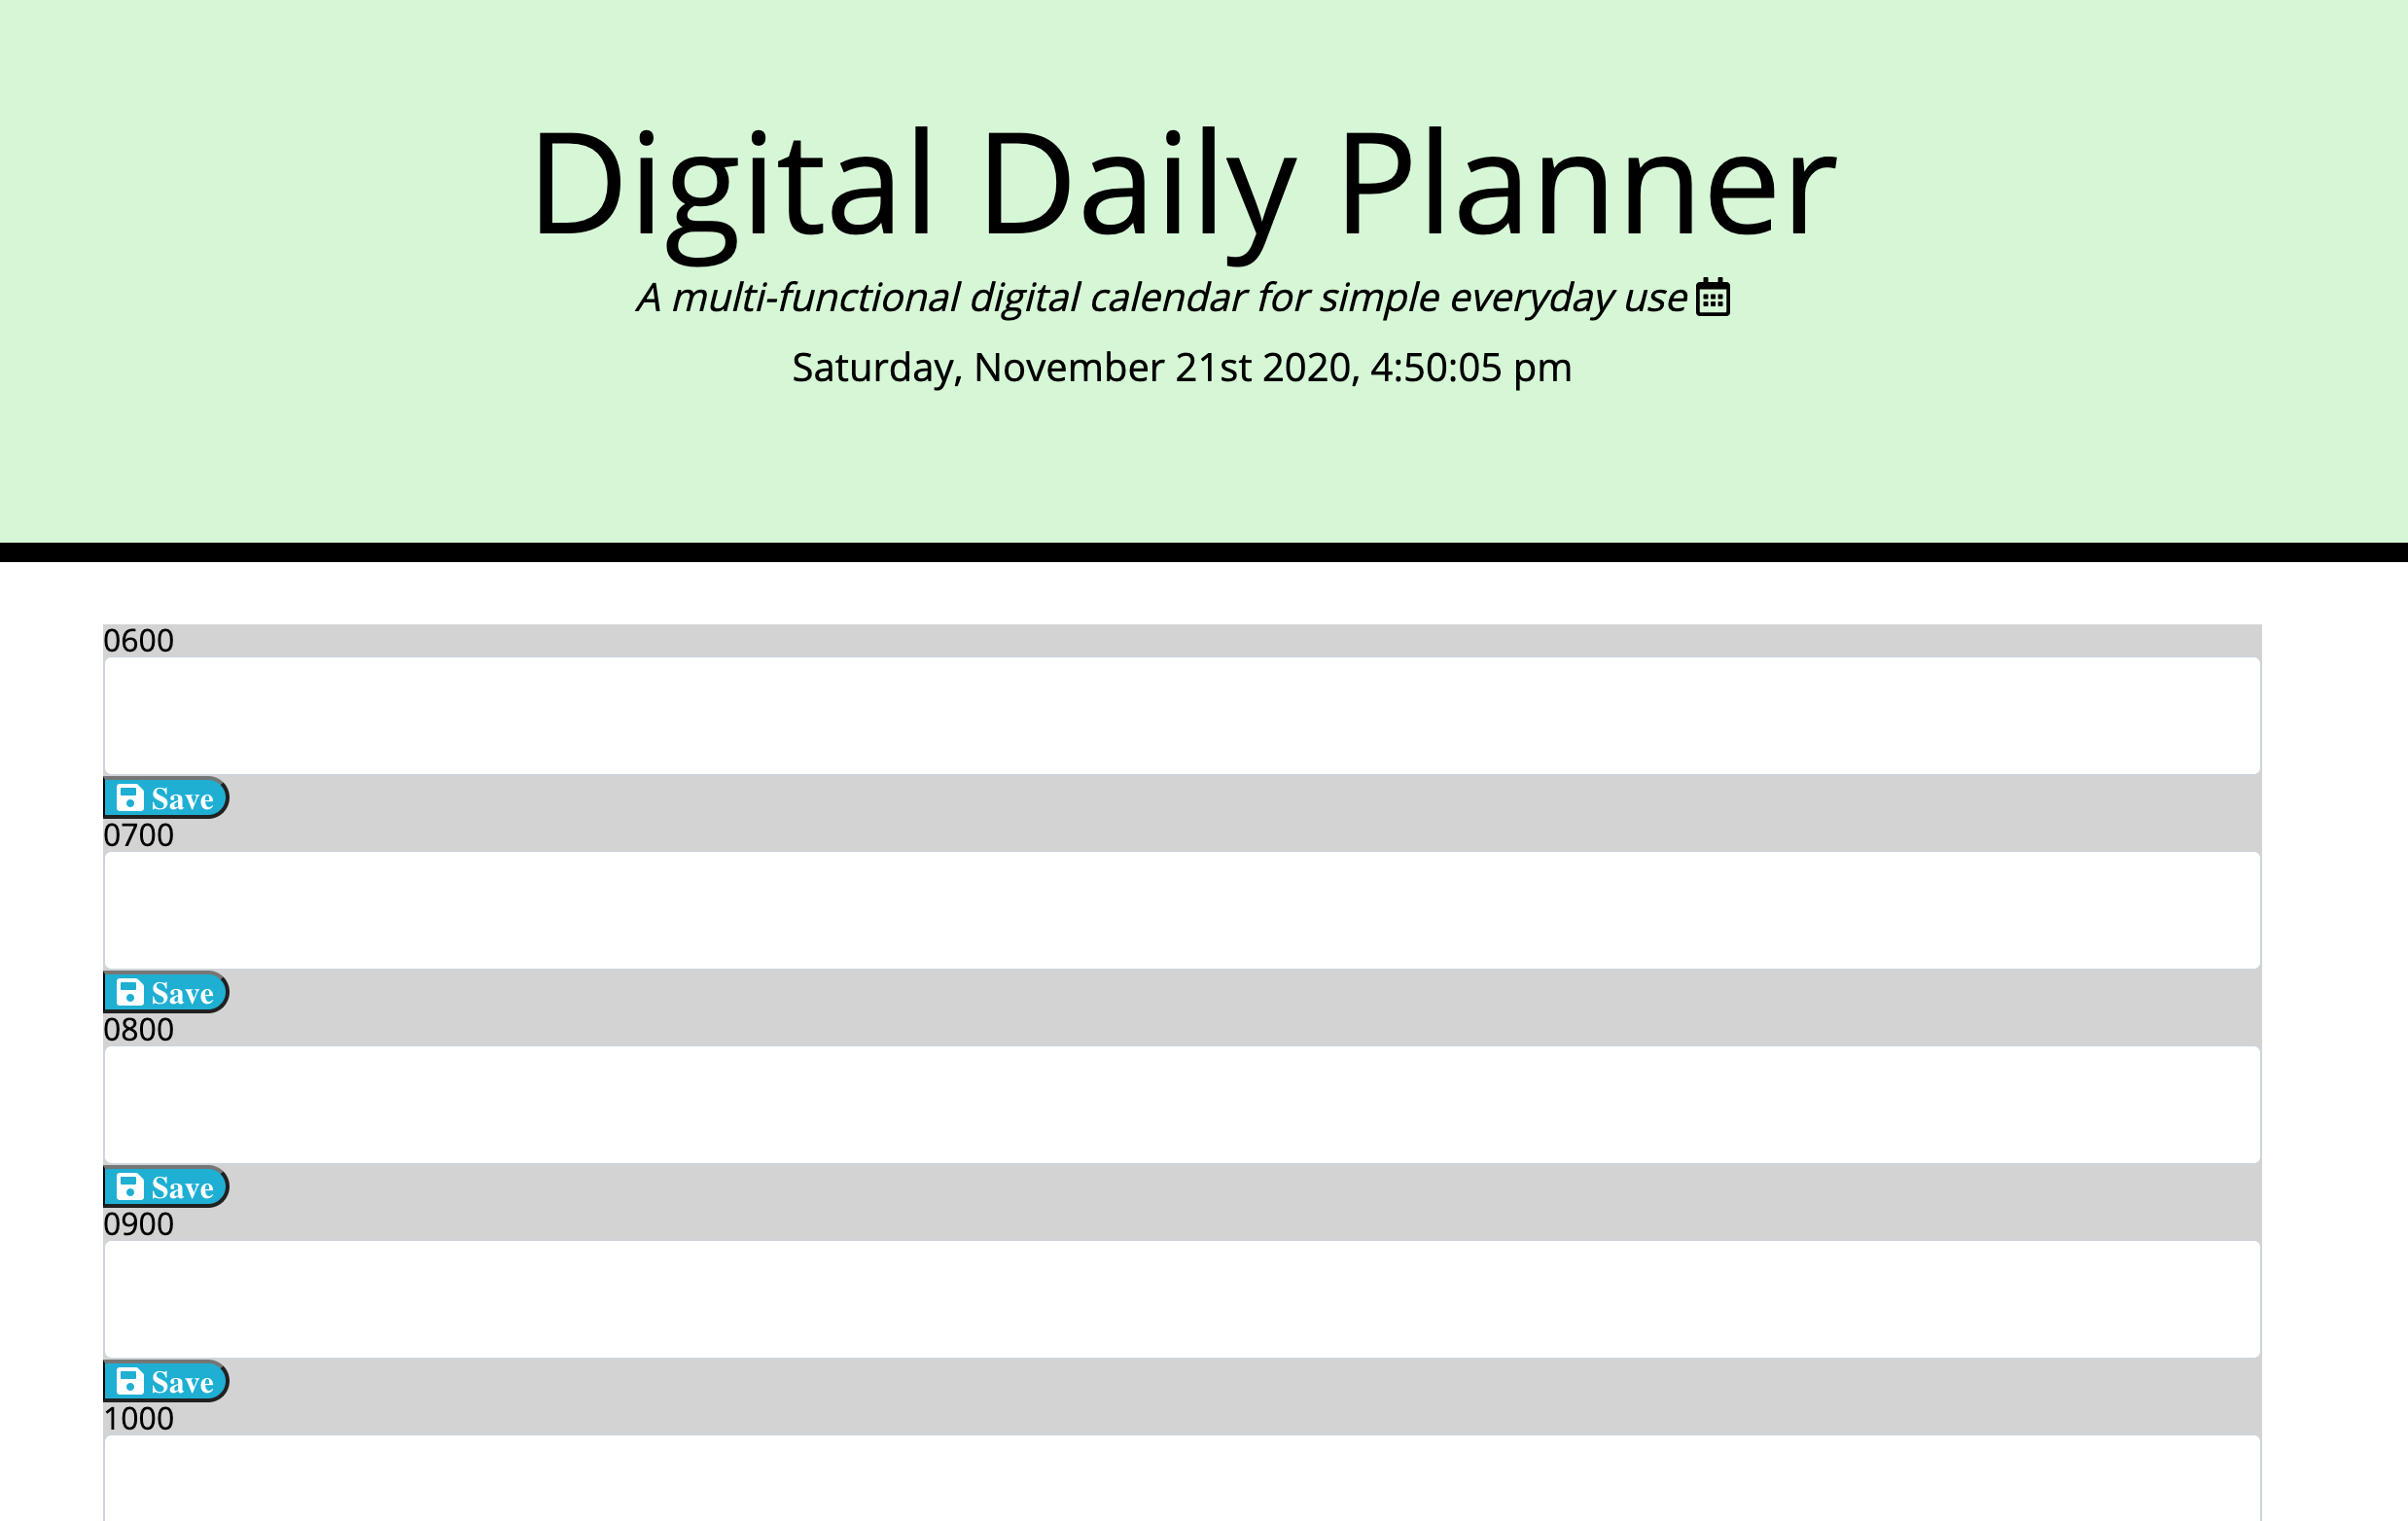 Digital Daily Planner
A multi-functional digital calendar for simple everyday use
Saturday, November 21st 2020, 4:50:05 pm
0600
Save
0700
Save
0800
Save
0900
Save
1000